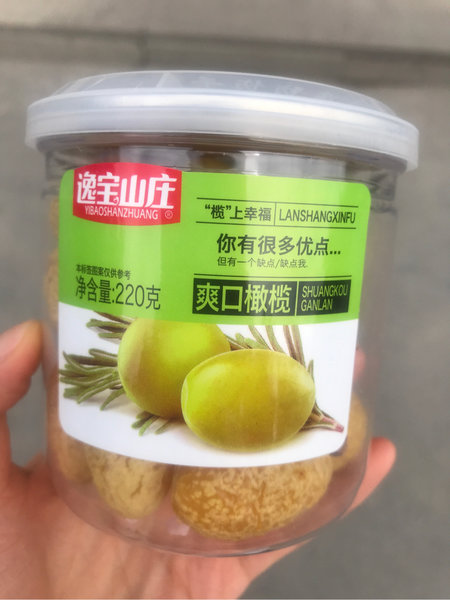 逸宝山庄
YIBAOSHANZHUANG ®
"榄"上幸福 LANSHANGXINFU
你有很多优点...
但有一个缺点/缺点我.
本标签图案仅供参考
净含量:220克
爽口橄榄 SHUANGKOU
GANLAN